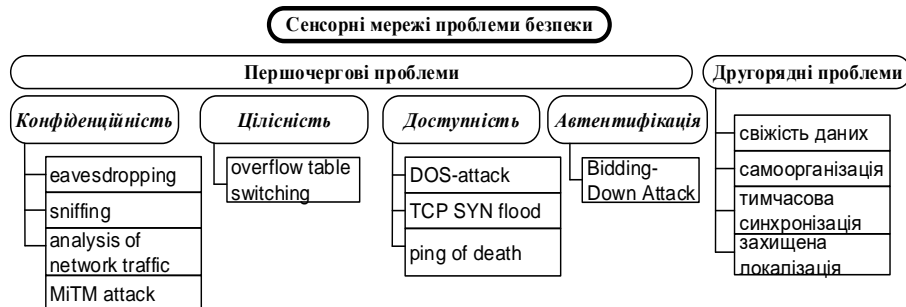 Сенсорні мережі проблеми безпеки
Першочергові проблеми
Другорядні проблеми
Конфіденційність
Цілісність
Доступність
Автентифікація
eavesdropping
sniffing
analysis of
network traffic
MiTM attack
overflow table
switching
DOS-attack
TCP SYN flood
ping of death
Bidding-
Down Attack
свіжість даних
самоорганізація
тимчасова
синхронізація
захищена
локалізація